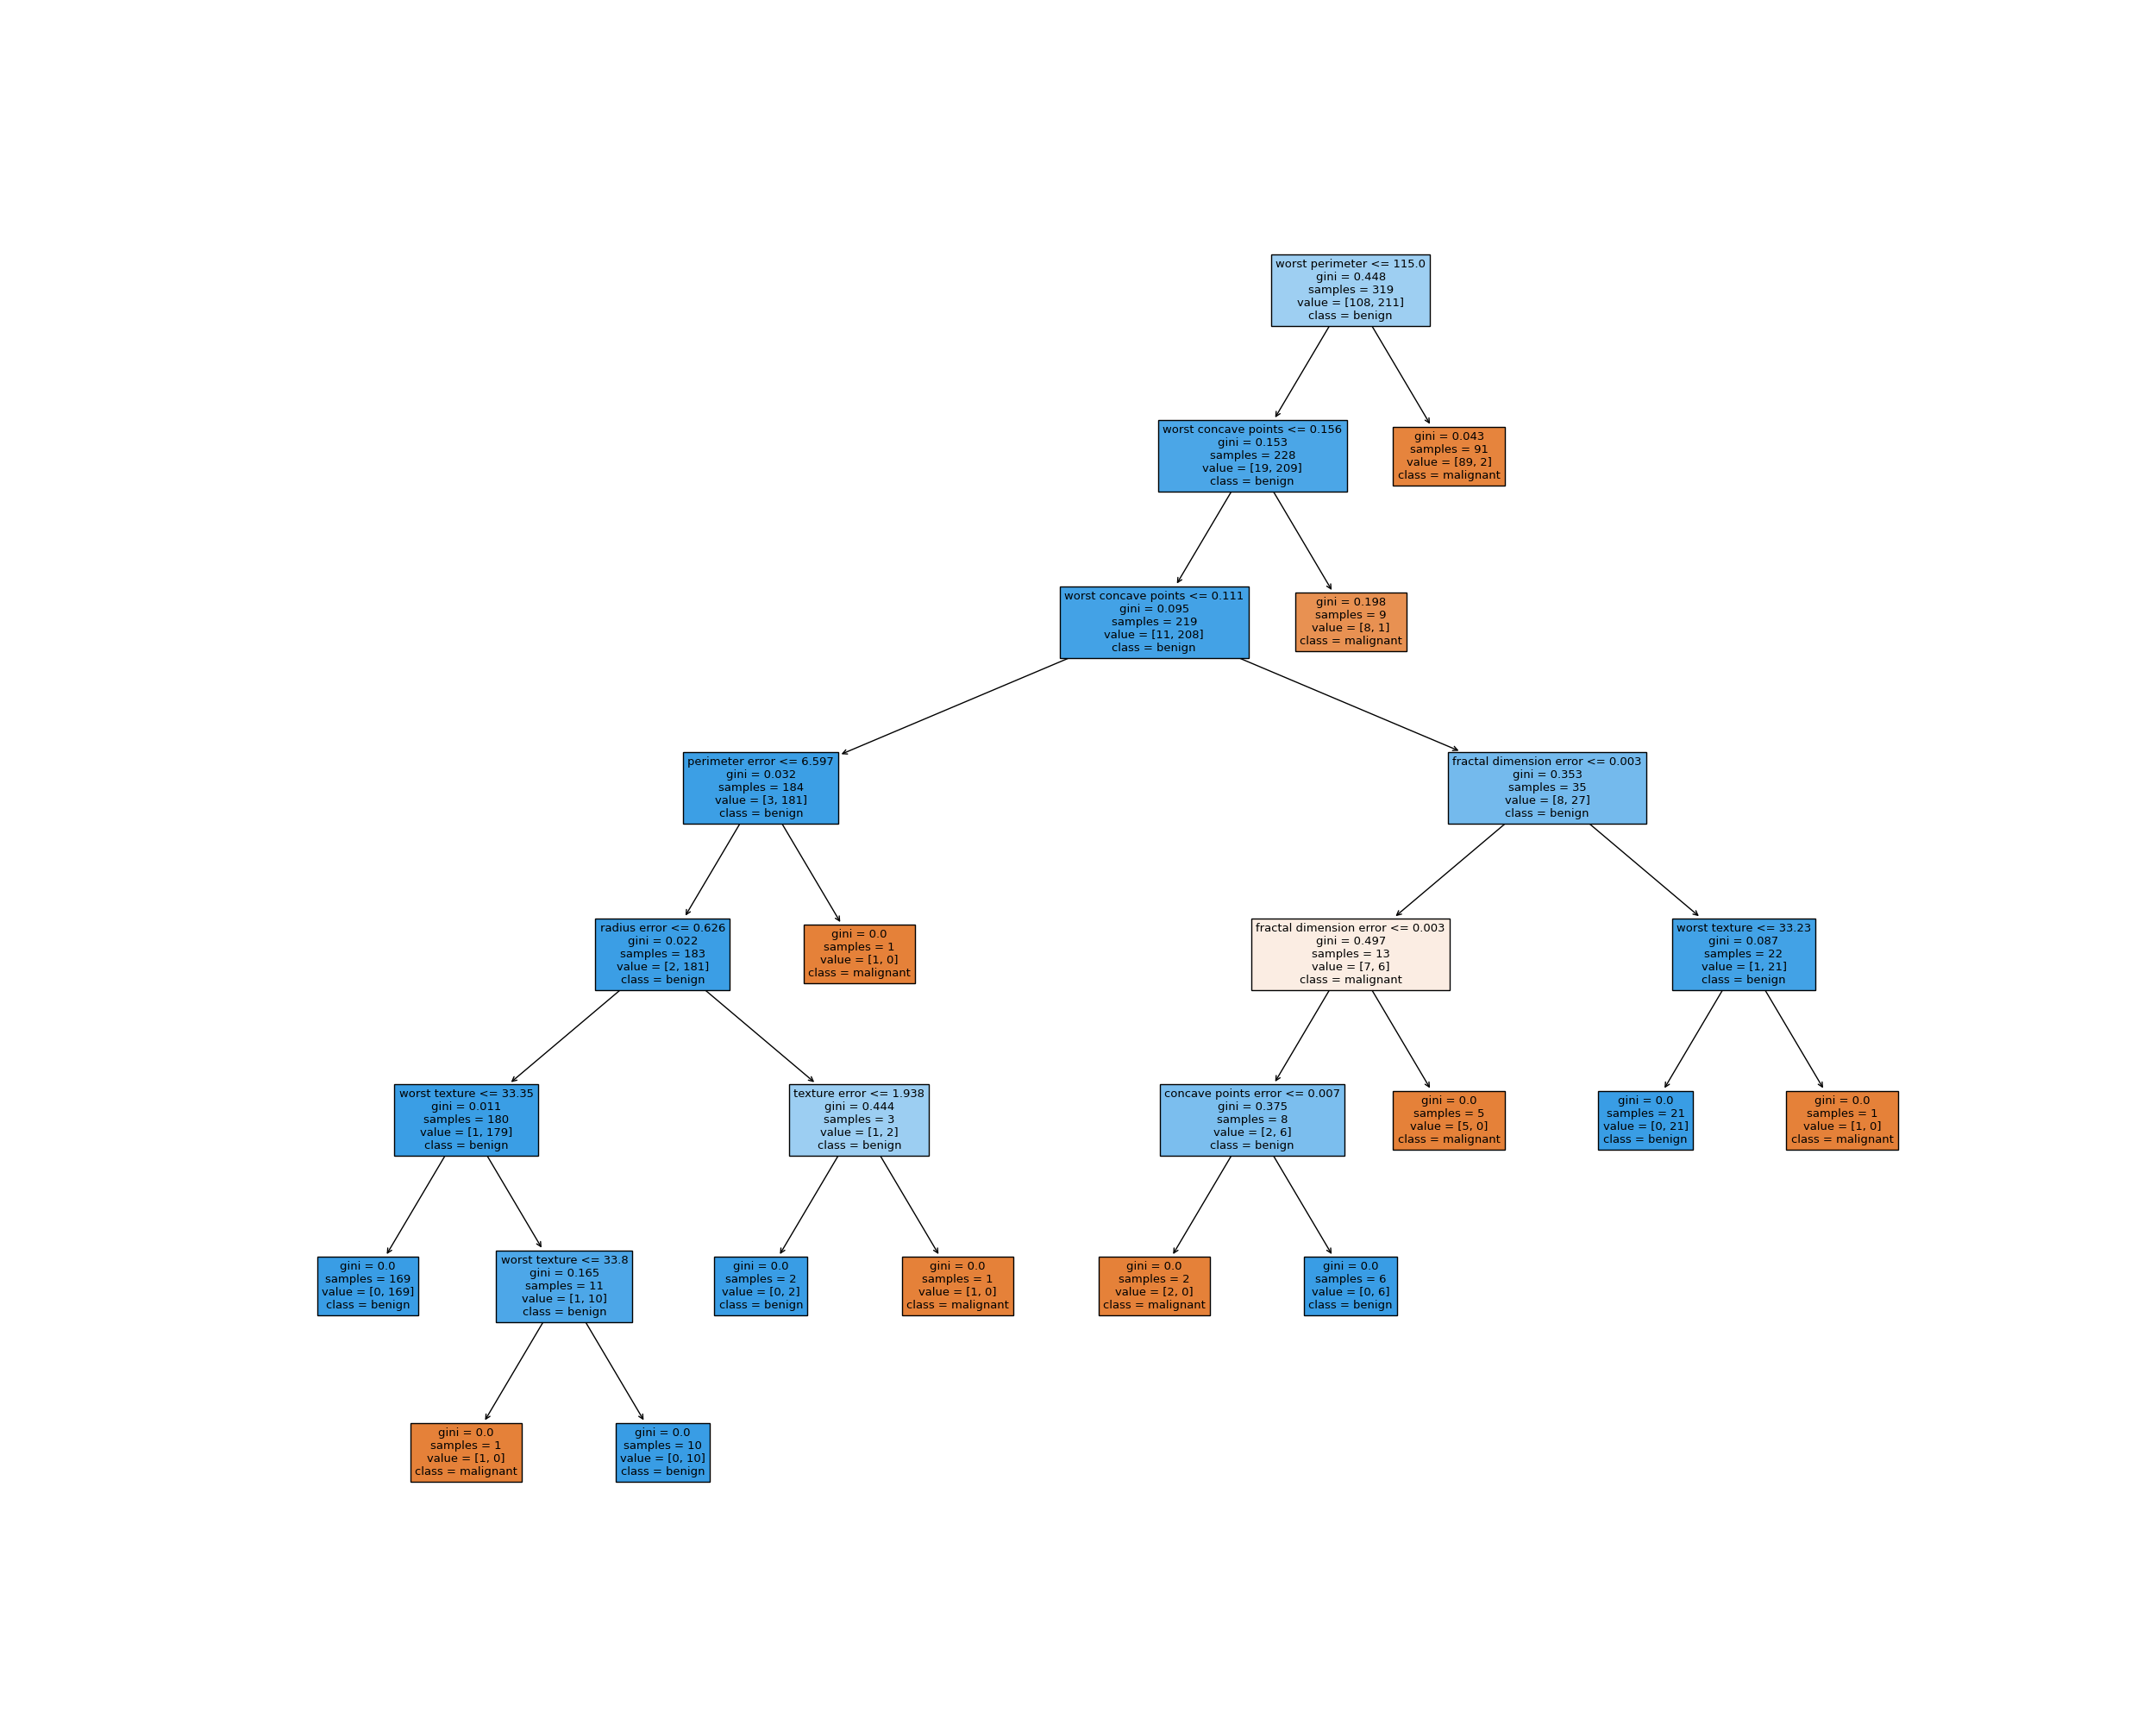 worst perimeter <= 115.0
gini = 0.448
samples = 319
value = [108, 211]
class = benign
worst concave points <= 0.156
gini = 0.153
samples = 228
value = [19, 209]
class = benign
gini = 0.043
samples = 91
value = [89, 2]
class = malignant
worst concave points <= 0.111
gini = 0.095
samples = 219
value = [11, 208]
class = benign
gini = 0.198
samples = 9
value = [8, 1]
class = malignant
perimeter error <= 6.597
gini = 0.032
samples = 184
value = [3, 181]
class = benign
fractal dimension error <= 0.003
gini = 0.353
samples = 35
value = [8, 27]
class = benign
radius error <= 0.626
gini = 0.022
samples = 183
value = [2, 181]
class = benign
gini = 0.0
samples = 1
value = [1, 0]
class = malignant
fractal dimension error <= 0.003
gini = 0.497
samples = 13
value = [7, 6]
class = malignant
worst texture <= 33.23
gini = 0.087
samples = 22
value = [1, 21]
class = benign
worst texture <= 33.35
gini = 0.011
samples = 180
value = [1, 179]
class = benign
texture error <= 1.938
gini = 0.444
samples = 3
value = [1, 2]
class = benign
concave points error <= 0.007
gini = 0.375
samples = 8
value = [2, 6]
class = benign
gini = 0.0
samples = 5
value = [5, 0]
class = malignant
gini = 0.0
samples = 21
value = [0, 21]
class = benign
gini = 0.0
samples = 1
value = [1, 0]
class = malignant
gini = 0.0
samples = 169
value = [0, 169]
class = benign
worst texture <= 33.8
gini = 0.165
samples = 11
value = [1, 10]
class = benign
gini = 0.0
samples = 2
value = [0, 2]
class = benign
gini = 0.0
samples = 1
value = [1, 0]
class = malignant
gini = 0.0
samples = 2
value = [2, 0]
class = malignant
gini = 0.0
samples = 6
value = [0, 6]
class = benign
gini = 0.0
samples = 1
value = [1, 0]
class = malignant
gini = 0.0
samples = 10
value = [0, 10]
class = benign